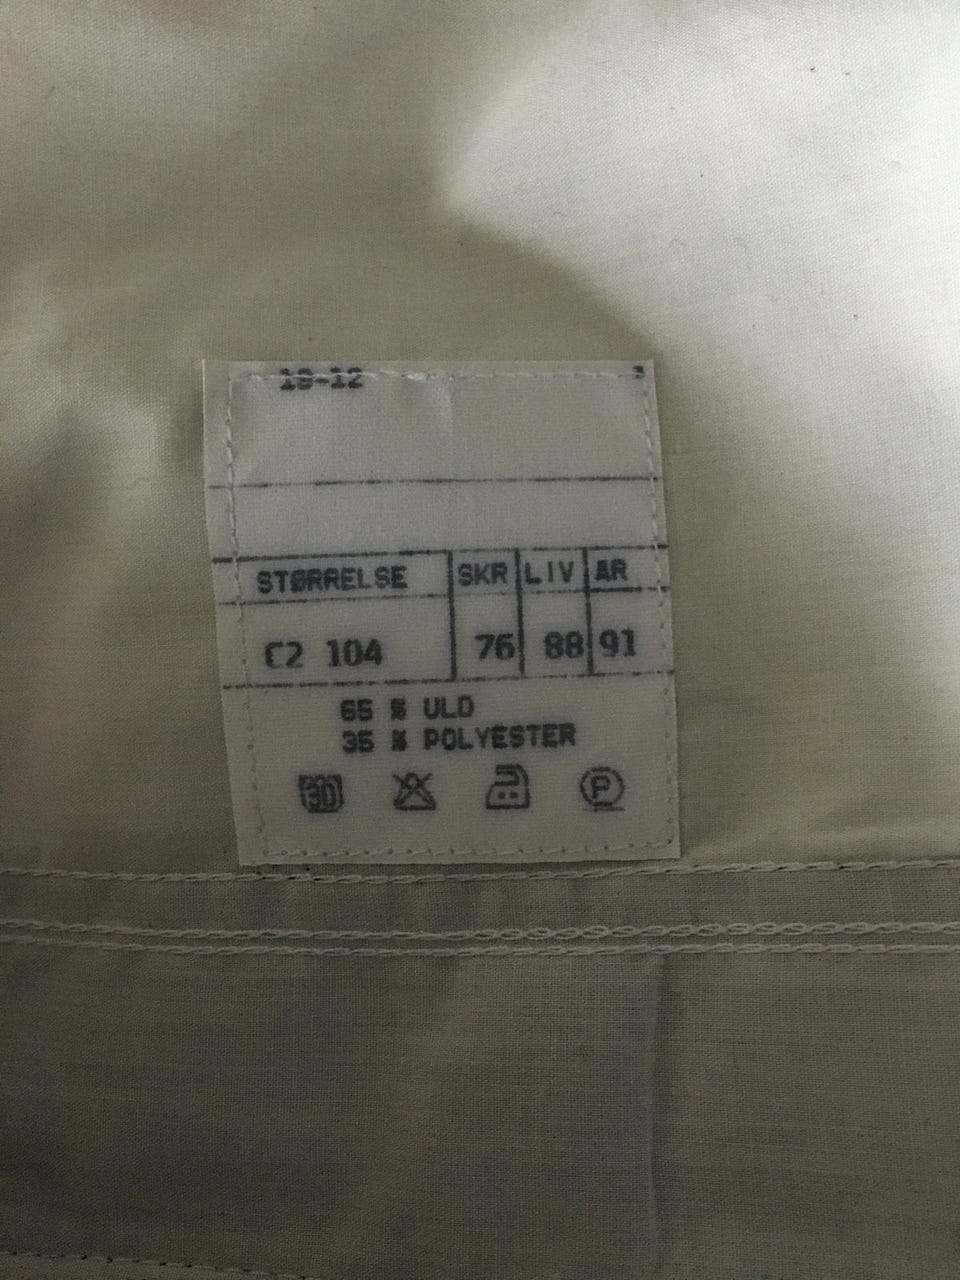 19-12
STØRRELSE SKR LIV ÅR
C2 104 76 88 91
65 % ULD
35 % POLYESTER
30 P